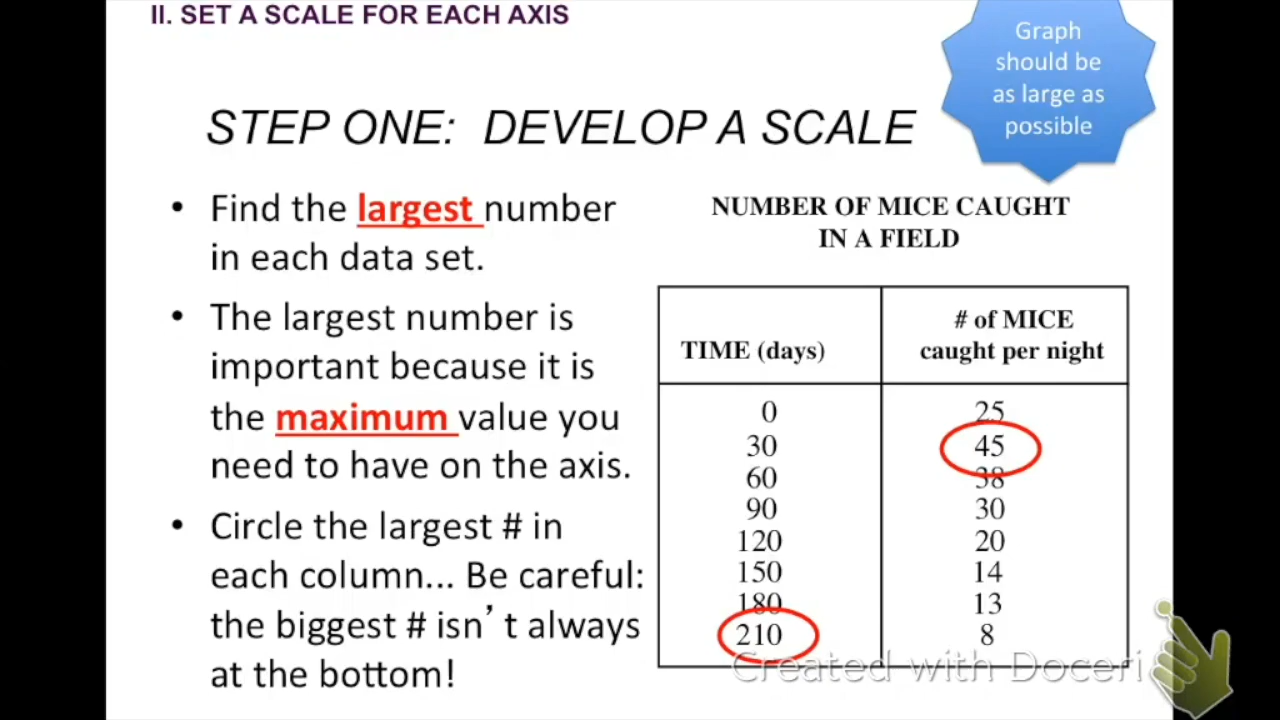 II. SET A SCALE FOR EACH AXIS
Graph
should be
as large as
possible
STEP ONE: DEVELOP A SCALE
• Find the largest number
in each data set.
• The largest number is
important because it is
the maximum value you
need to have on the axis.
• Circle the largest # in
each column... Be careful:
the biggest # isn’t always
at the bottom!
NUMBER OF MICE CAUGHT
IN A FIELD
TIME (days)
# of MICE
caught per night
0 25
30 45
60 38
90 30
120 20
150 14
180 13
210 8
Created with Doceri